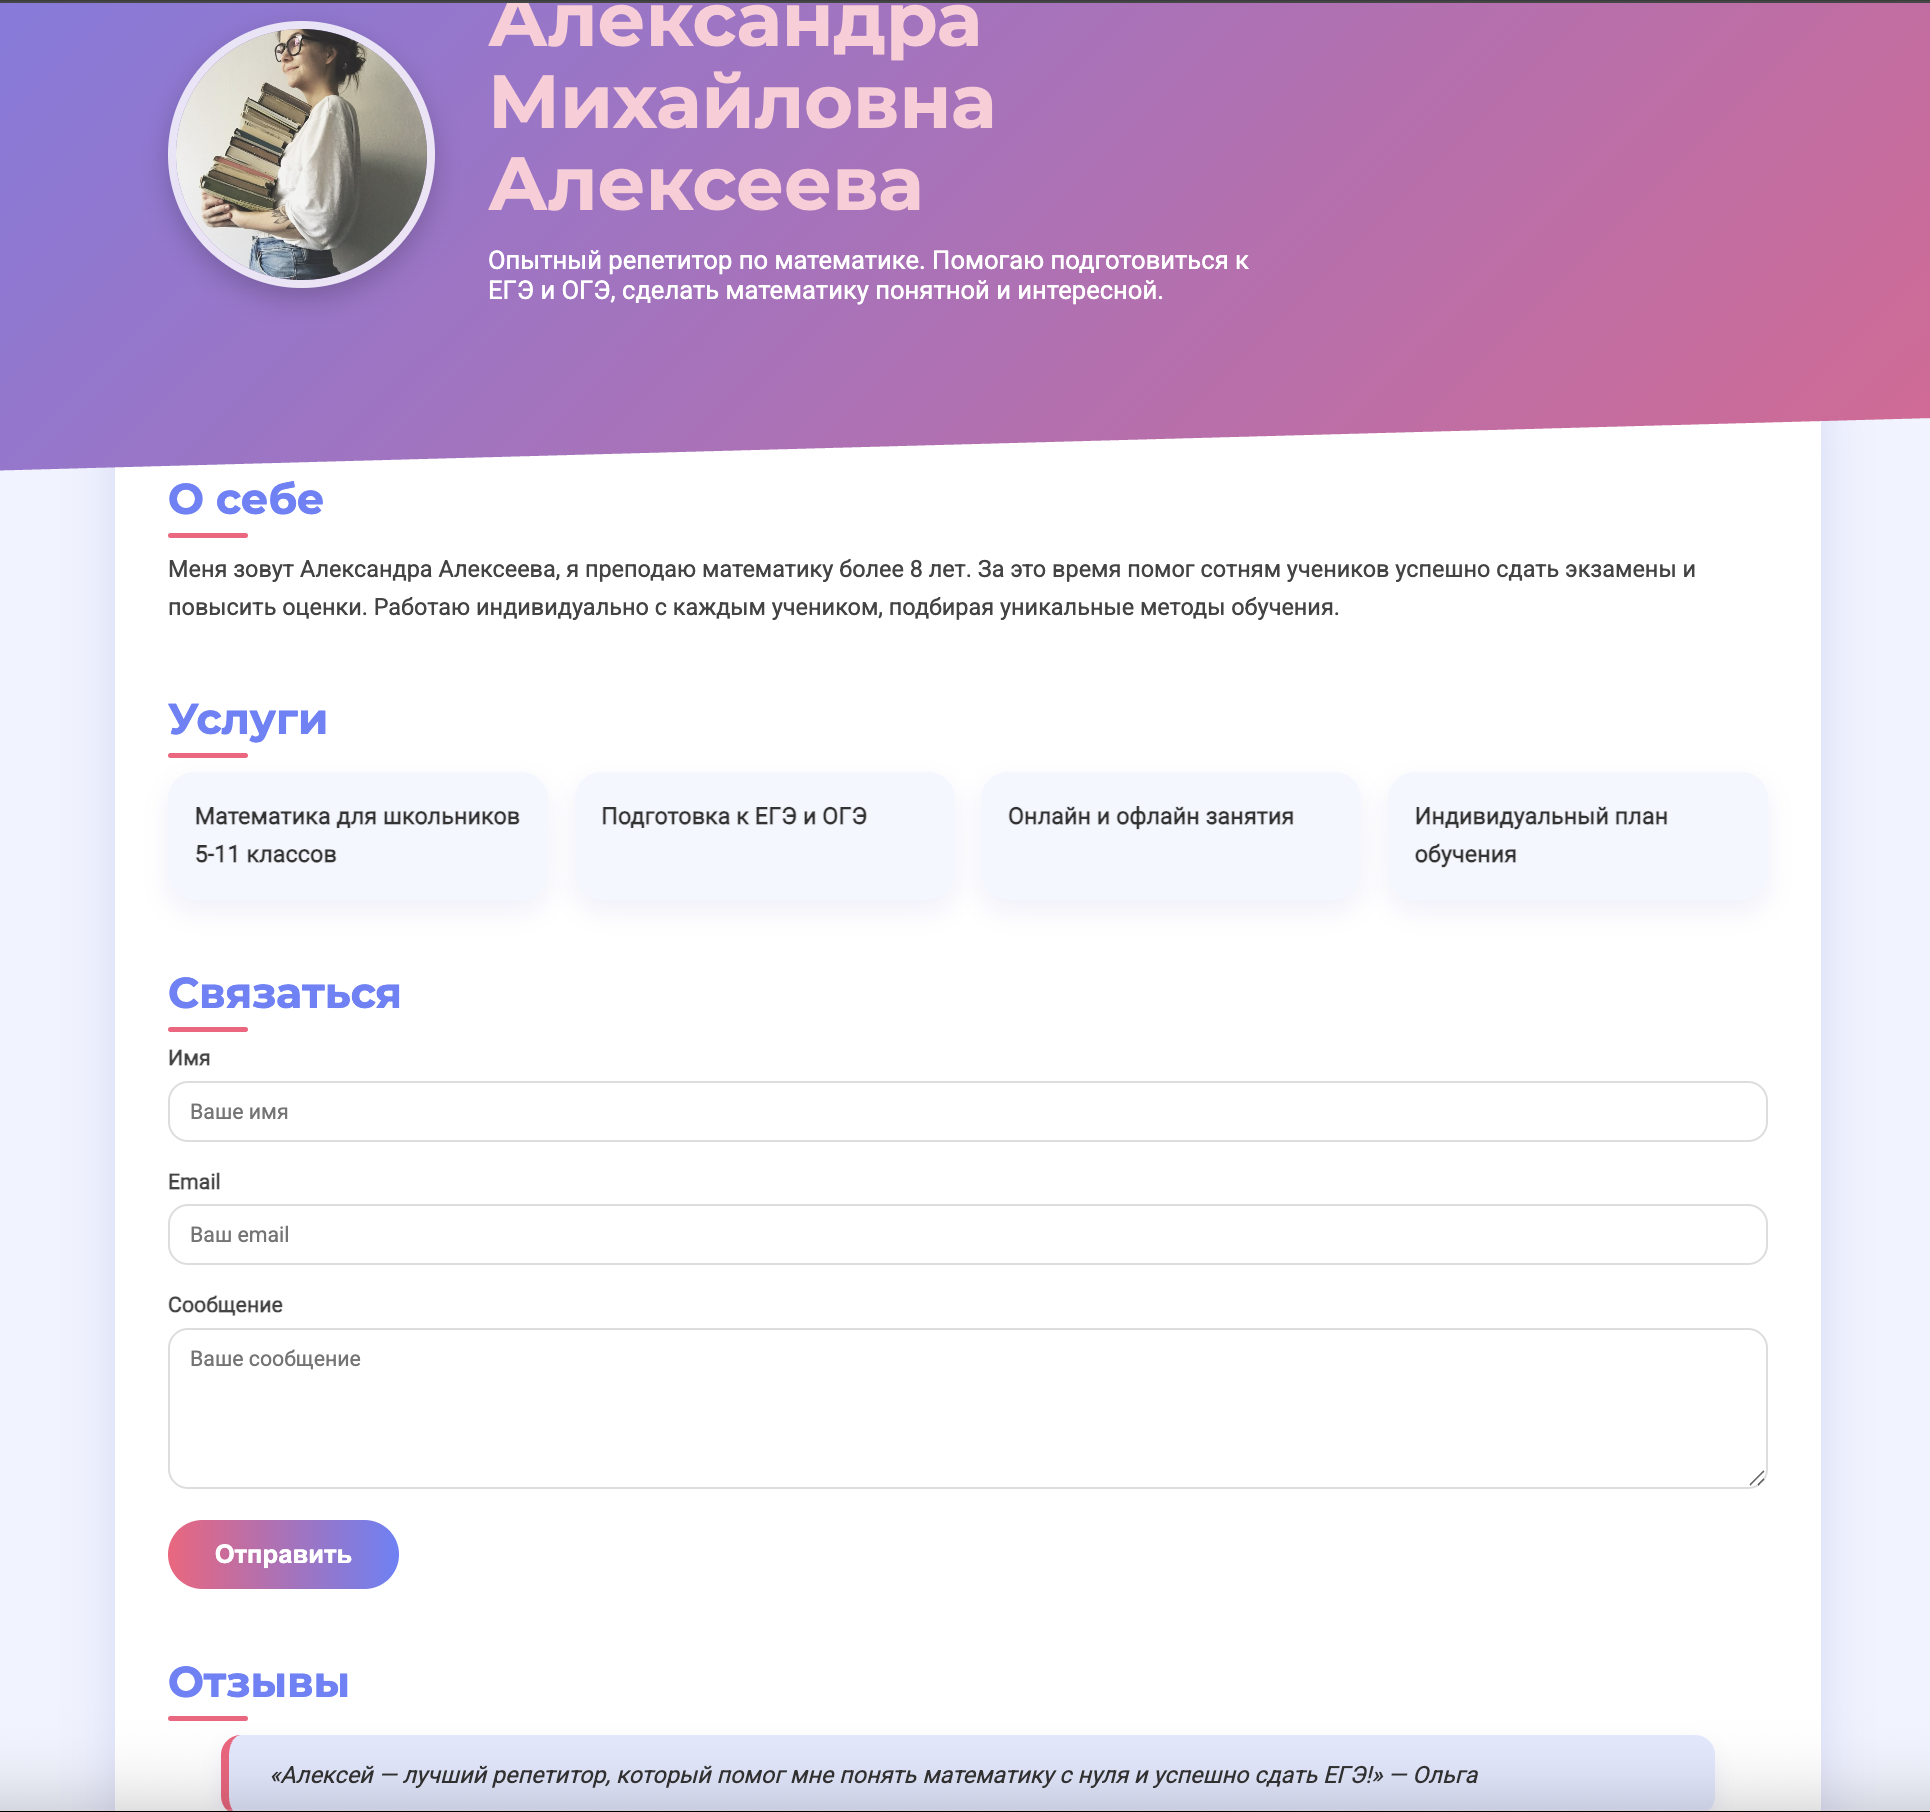 Александра
Михайловна
Алексеева
Опытный репетитор по математике. Помогаю подготовиться к
ЕГЭ и ОГЭ, сделать математику понятной и интересной.
О себе
Меня зовут Александра Алексеева, я преподаю математику более 8 лет. За это время помог сотням учеников успешно сдать экзамены и
повысить оценки. Работаю индивидуально с каждым учеником, подбирая уникальные методы обучения.
Услуги
Математика для школьников
5-11 классов
Подготовка к ЕГЭ и ОГЭ
Онлайн и офлайн занятия
Индивидуальный план
обучения
Связаться
Имя
Ваше имя
Email
Ваш email
Сообщение
Ваше сообщение
Отправить
Отзывы
«Алексей — лучший репетитор, который помог мне понять математику с нуля и успешно сдать ЕГЭ!» — Ольга